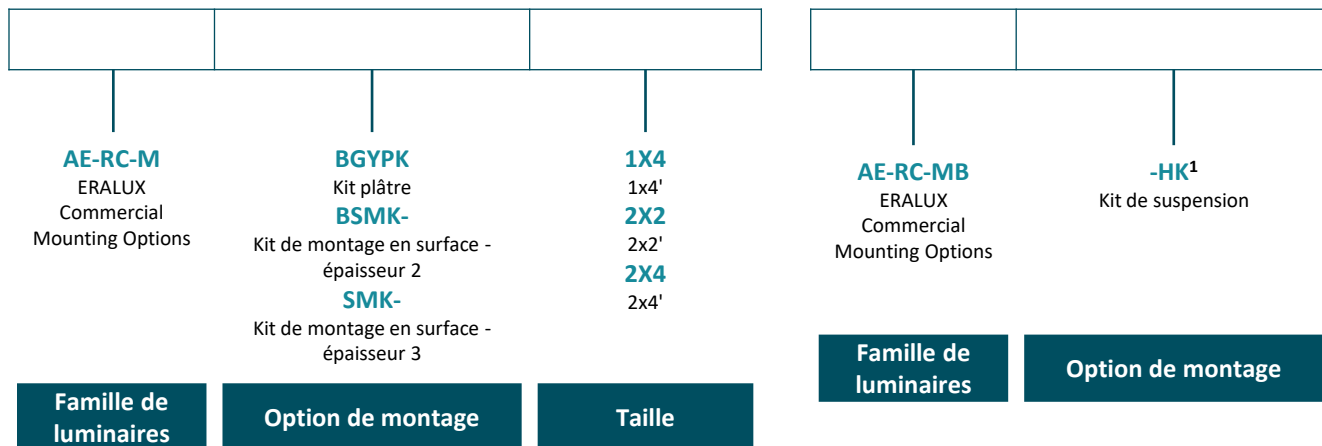 AE-RC-M
ERALUX
Commercial
Mounting Options
BGYPK
Kit plâtre
BSMK-
Kit de montage en surface -
épaisseur 2
SMK-
Kit de montage en surface -
épaisseur 3
1X4
1x4'
2X2
2x2'
2X4
2x4'
Famille de
luminaires
Option de montage
Taille
AE-RC-MB
ERALUX
Commercial
Mounting Options
-HK¹
Kit de suspension
Famille de
luminaires
Option de montage